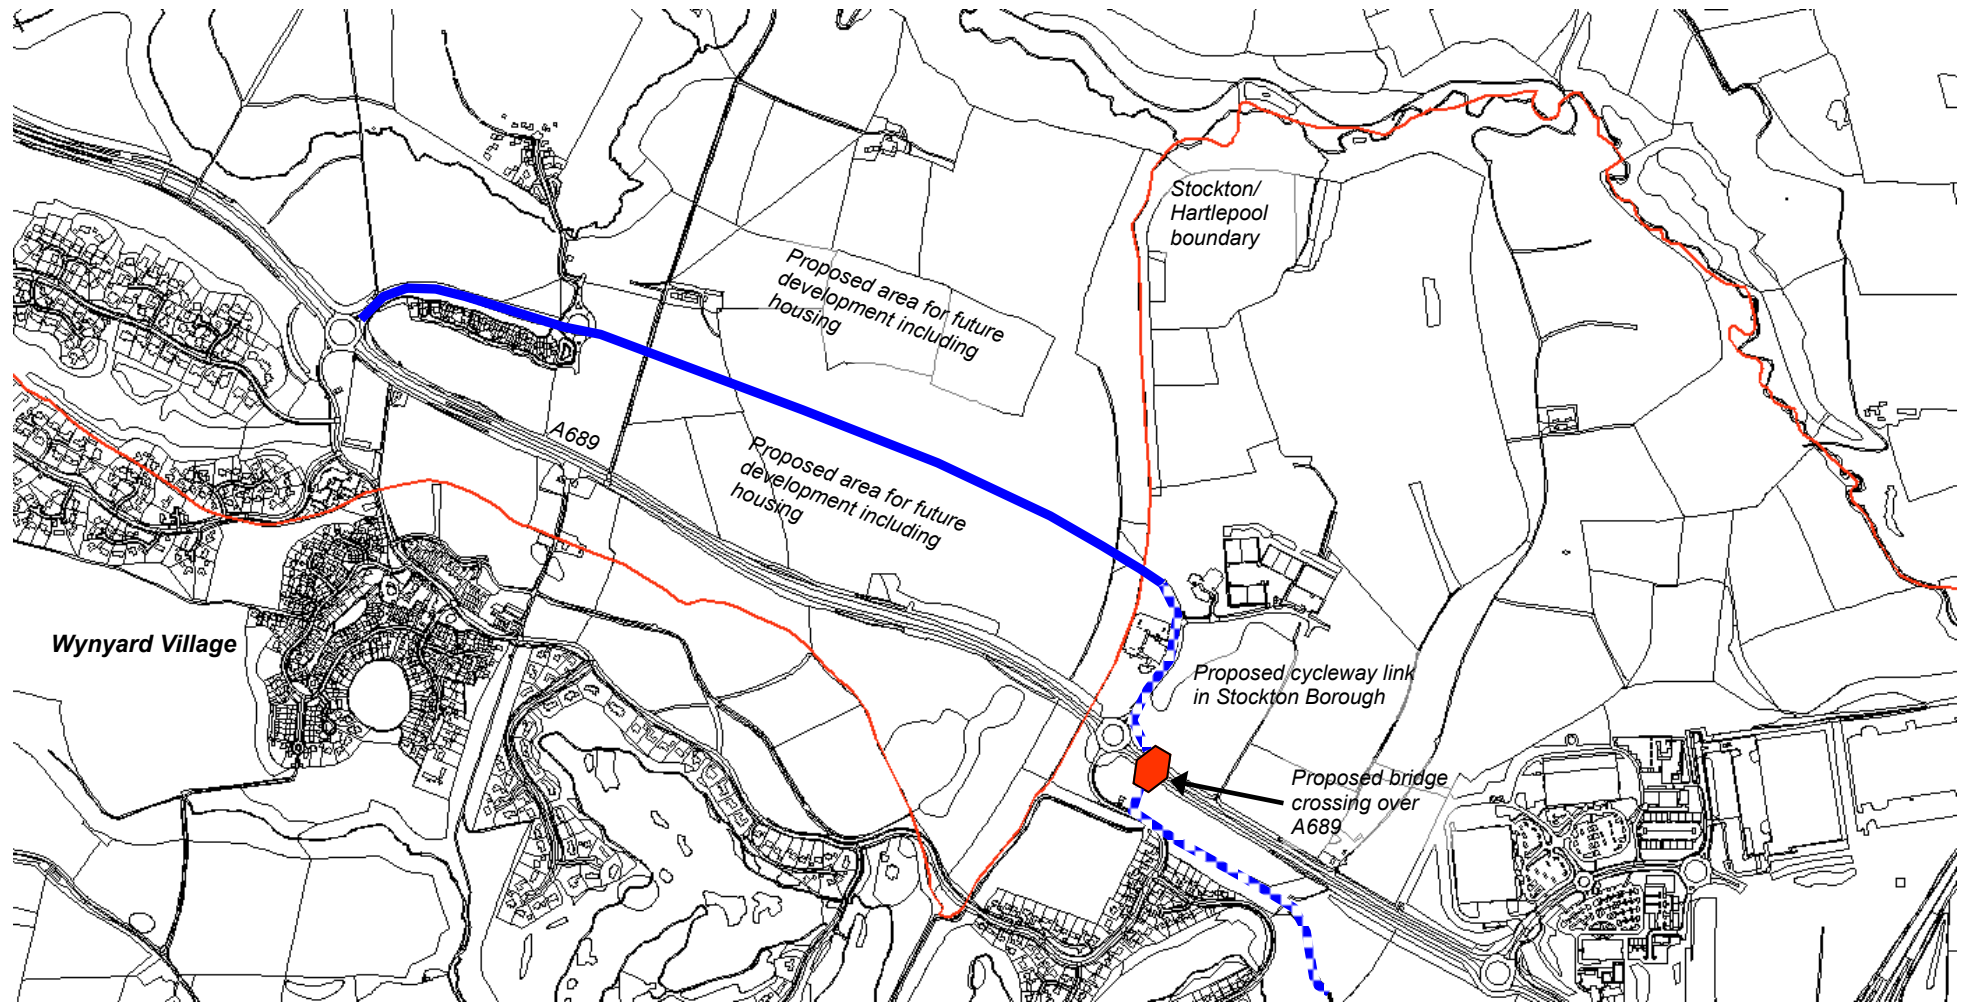 Stockton/
Hartlepool
boundary
Proposed area for future
development including
housing
A689
Proposed area for future
development including
housing
Wynyard Village
Proposed cycleway link
in Stockton Borough
Proposed bridge
crossing over
A689